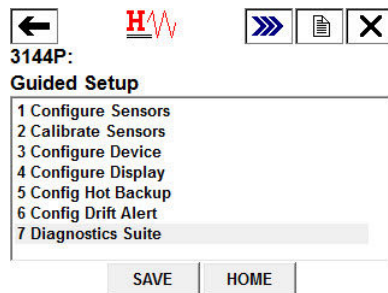 H
3144P:
Guided Setup
1 Configure Sensors
2 Calibrate Sensors
3 Configure Device
4 Configure Display
5 Config Hot Backup
6 Config Drift Alert
7 Diagnostics Suite
SAVE HOME